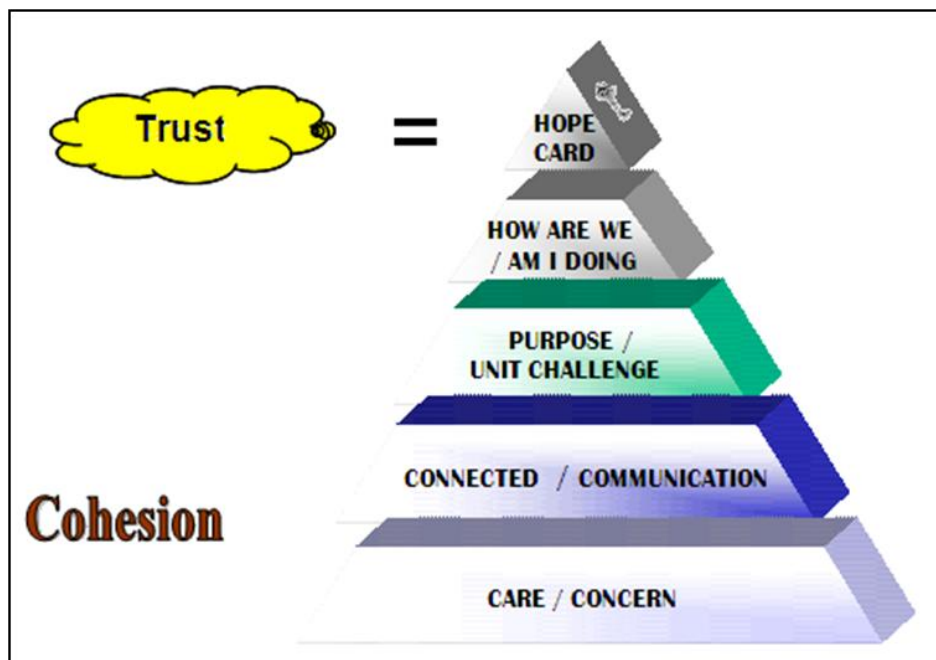 Trust
=
HOPE
CARD
HOW ARE WE
/ AM I DOING
PURPOSE /
UNIT CHALLENGE
CONNECTED / COMMUNICATION
Cohesion
CARE / CONCERN